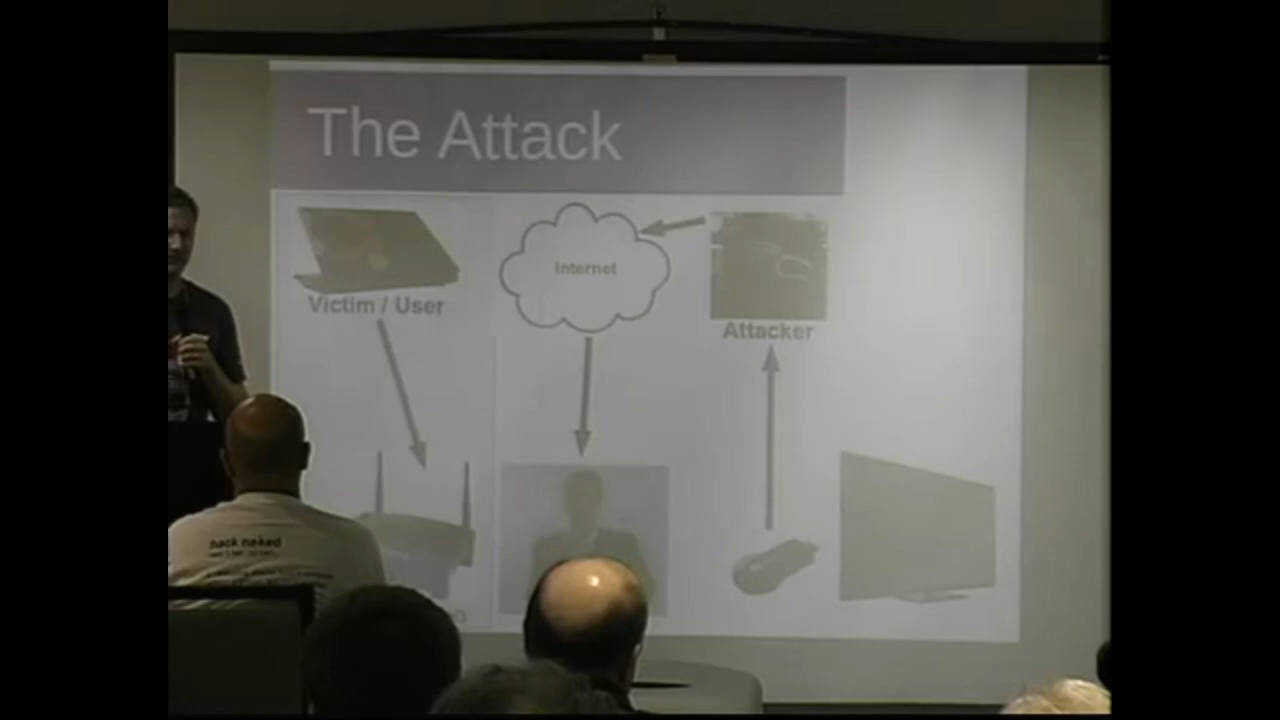 The Attack
Internet
Victim / User
Attacker
hack naked